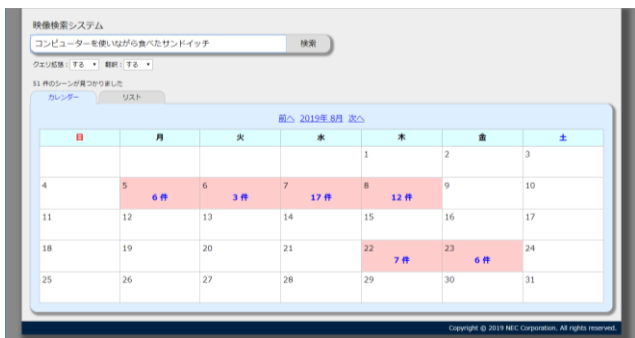 映像検索システム
コンピューターを使いながら食べたサンドイッチ 検索
クエリ拡張: する 翻訳: する
51 件のシーンが見つかりました
カレンダー リスト
前へ 2019年 8月 次へ
日 月 火 水 木 金 土
1 2 3
4 5 6 7 8 9 10
6 件 3 件 17 件 12 件
11 12 13 14 15 16 17
18 19 20 21 22 23 24
7 件 6 件
25 26 27 28 29 30 31
Copyright @ 2019 NEC Corporation. All rights reserved.